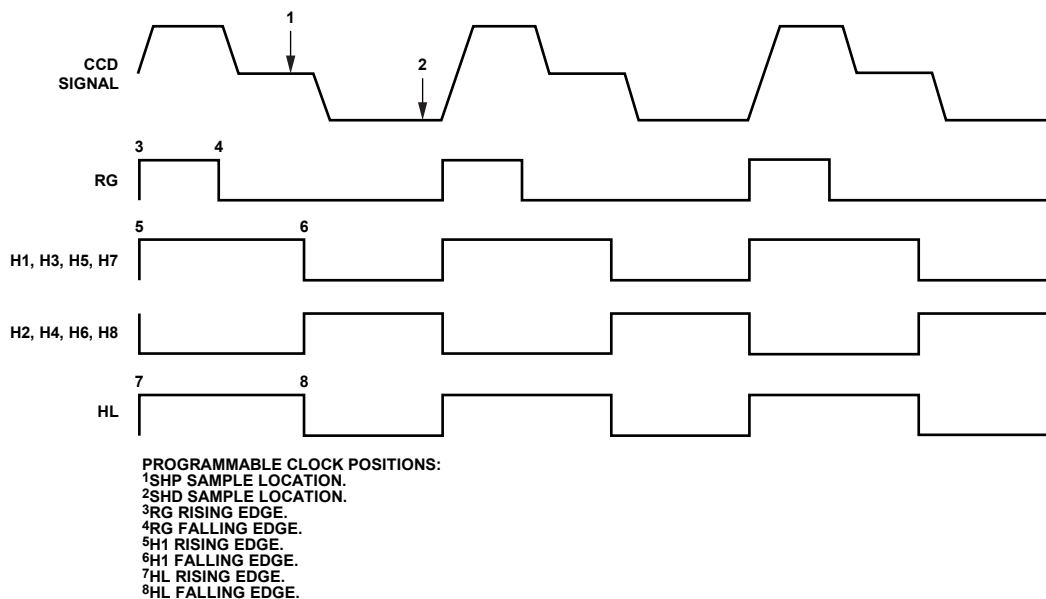 1
2
CCD
SIGNAL
3 4
RG
5 6
H1, H3, H5, H7
H2, H4, H6, H8
7 8
HL
PROGRAMMABLE CLOCK POSITIONS:
1SHP SAMPLE LOCATION.
2SHD SAMPLE LOCATION.
3RG RISING EDGE.
4RG FALLING EDGE.
5H1 RISING EDGE.
6H1 FALLING EDGE.
7HL RISING EDGE.
8HL FALLING EDGE.